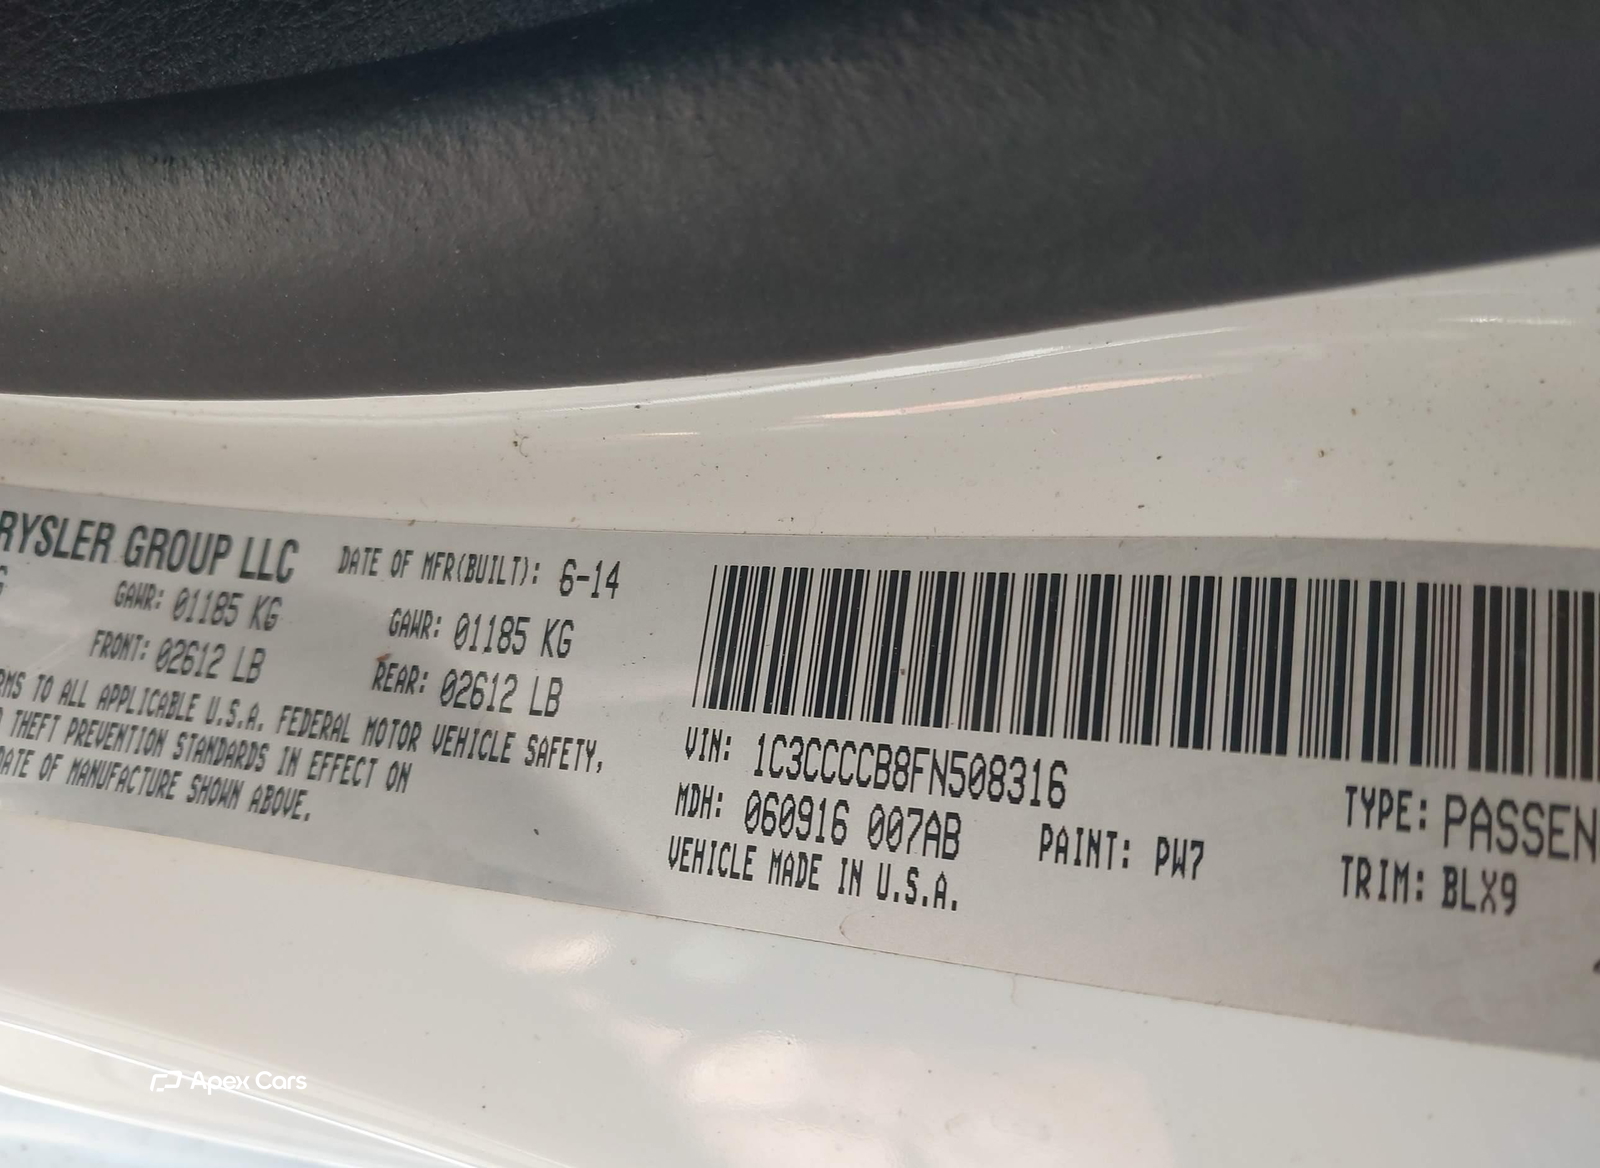 RYSLER GROUP LLC
DATE OF MFR(BUILT): 6-14
G
GAWR: 01185 KG
GAWR: 01185 KG
FRONT: 02612 LB
REAR: 02612 LB
RMS TO ALL APPLICABLE U.S.A. FEDERAL MOTOR VEHICLE SAFETY,
THEFT PREVENTION STANDARDS IN EFFECT ON
DATE OF MANUFACTURE SHOWN ABOVE.
VIN: 1C3CCCCB8FN508316
MDH: 060916 007AB
PAINT: PW7
VEHICLE MADE IN U.S.A.
TYPE: PASSEN
TRIM: BLX9
Apex Cars